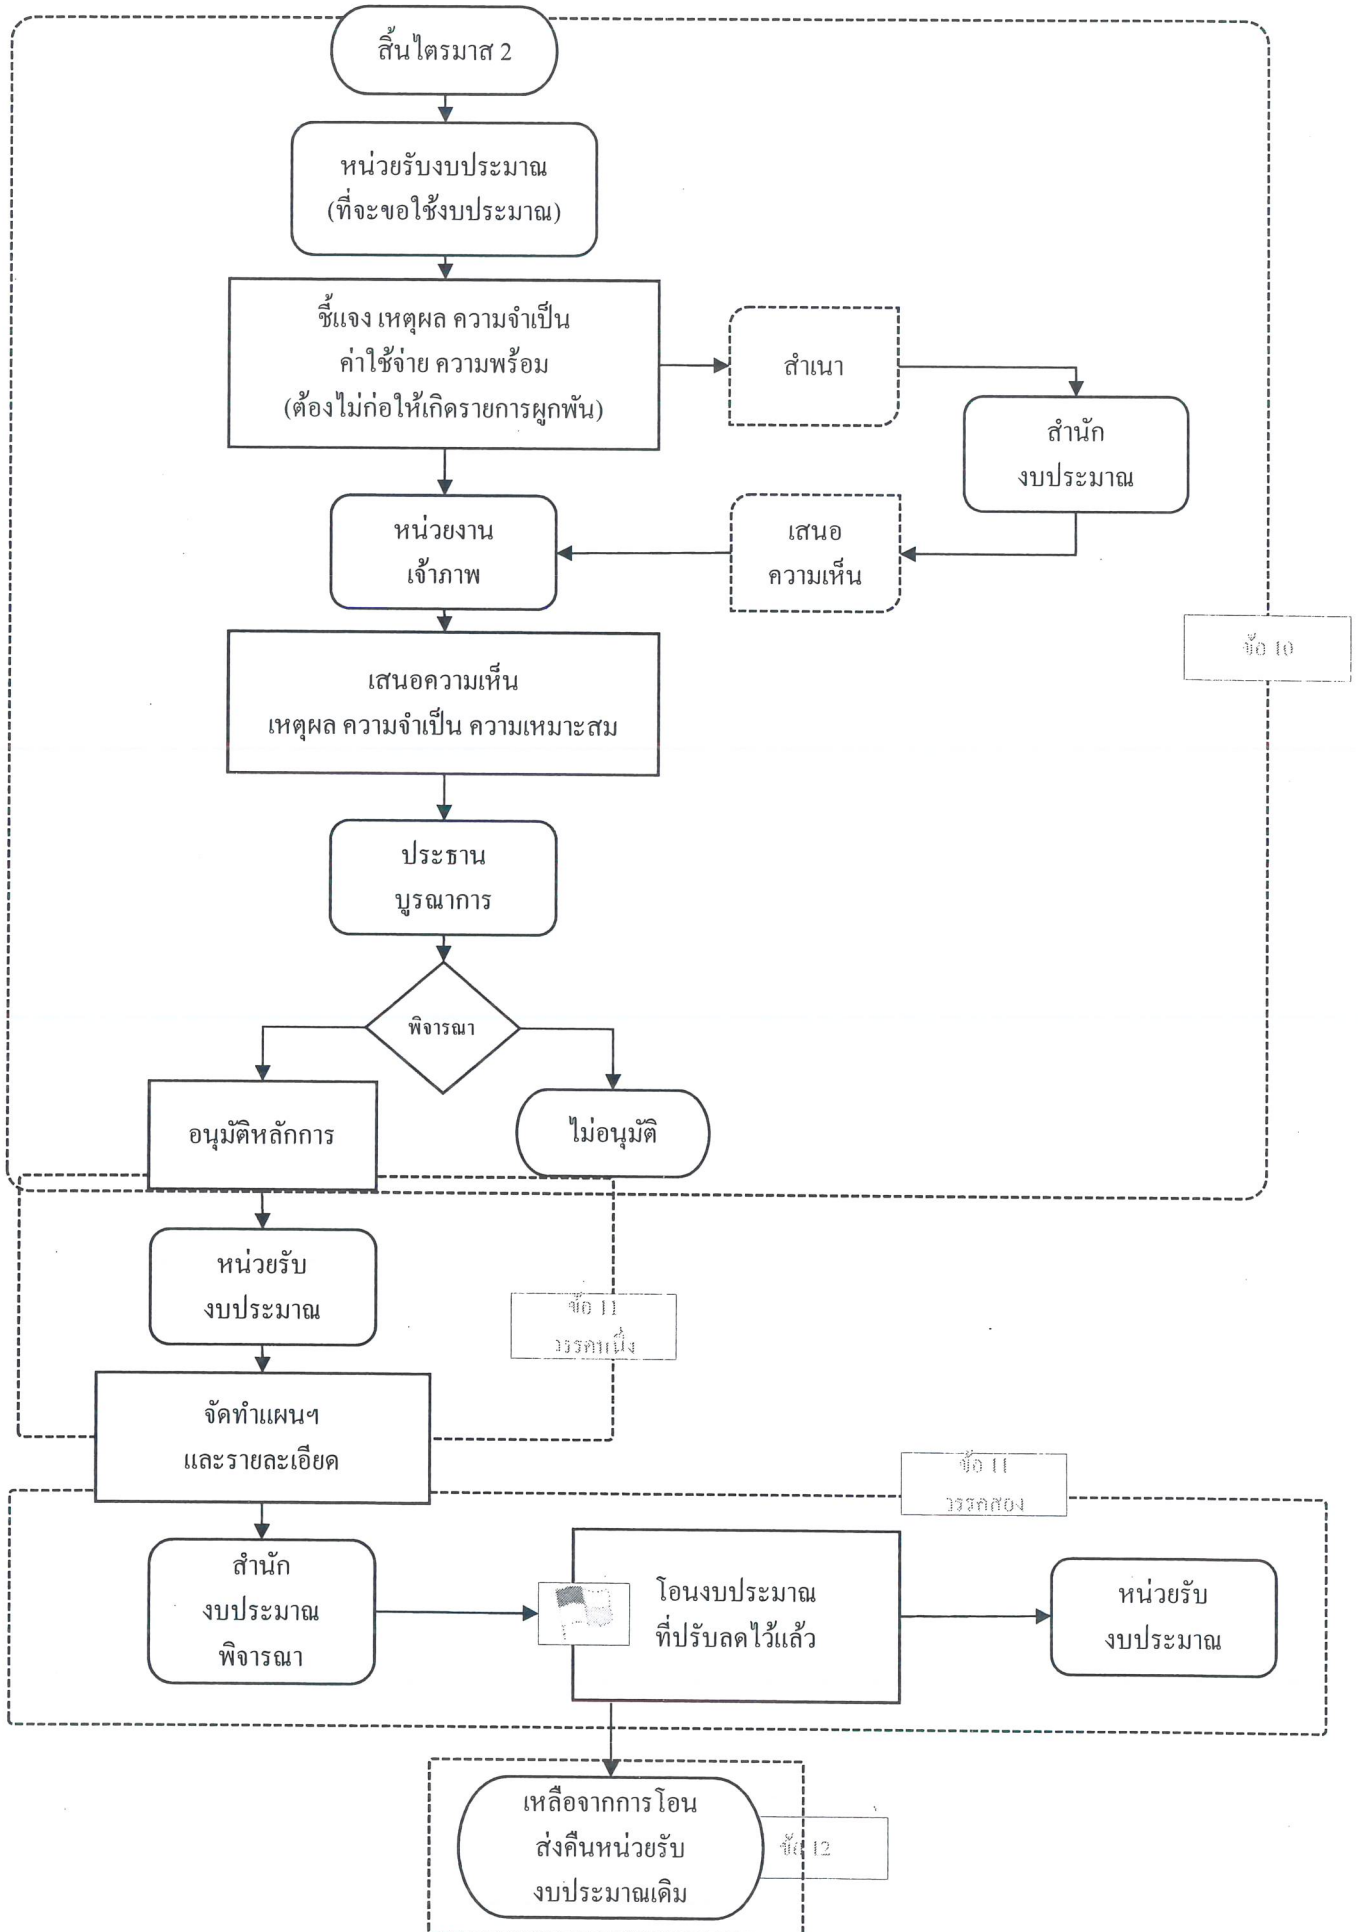 สิ้นไตรมาส 2
หน่วยรับงบประมาณ
(ที่จะขอใช้งบประมาณ)
ชี้แจง เหตุผล ความจำเป็น
ค่าใช้จ่าย ความพร้อม
(ต้องไม่ก่อให้เกิดรายการผูกพัน)
สำเนา
สำนัก
งบประมาณ
หน่วยงาน
เจ้าภาพ
เสนอ
ความเห็น
ข้อ 10
เสนอความเห็น
เหตุผล ความจำเป็น ความเหมาะสม
ประธาน
บูรณาการ
พิจารณา
อนุมัติหลักการ
ไม่อนุมัติ
หน่วยรับ
งบประมาณ
ข้อ 11
วรรคหนึ่ง
จัดทำแผนฯ
และรายละเอียด
ข้อ 11
วรรคสอง
สำนัก
งบประมาณ
พิจารณา
โอนงบประมาณ
ที่ปรับลดไว้แล้ว
หน่วยรับ
งบประมาณ
เหลือจากการโอน
ส่งคืนหน่วยรับ
งบประมาณเดิม
ข้อ 12